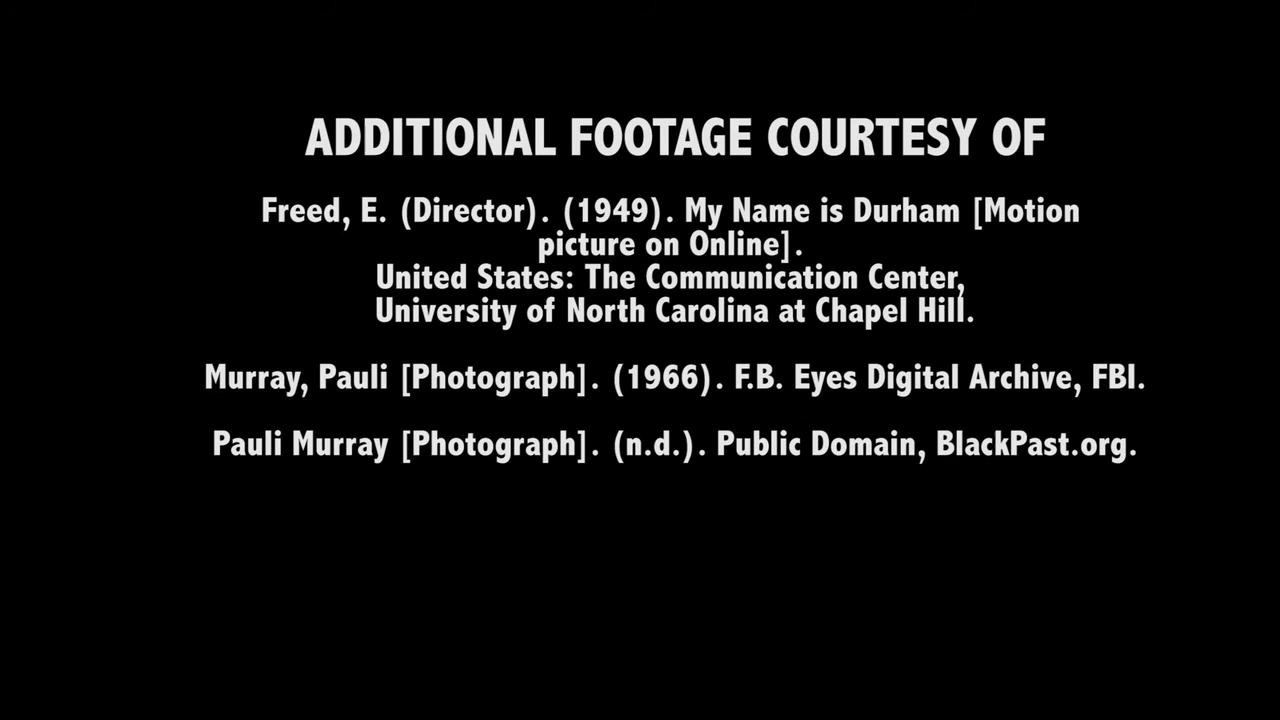 ADDITIONAL FOOTAGE COURTESY OF
Freed, E. (Director). (1949). My Name is Durham [Motion
picture on Online].
United States: The Communication Center,
University of North Carolina at Chapel Hill.
Murray, Pauli [Photograph]. (1966). F.B. Eyes Digital Archive, FBI.
Pauli Murray [Photograph]. (n.d.). Public Domain, BlackPast.org.